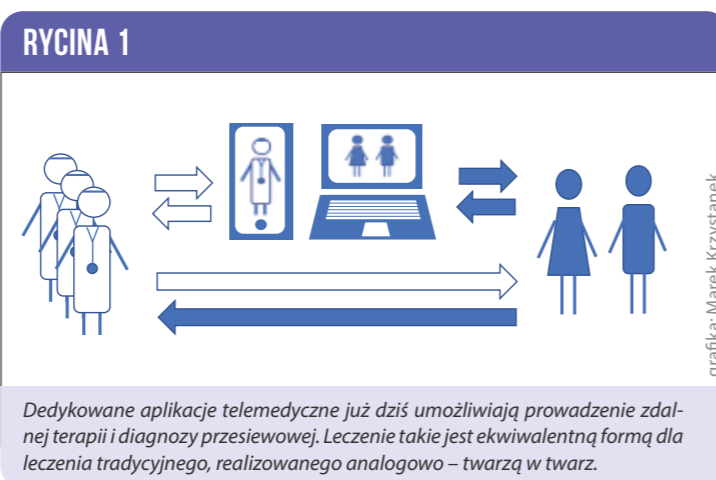 RYCINA 1
grafika: Marek Krzystanek
Dedykowane aplikacje telemedyczne już dziś umożliwiają prowadzenie zdal-
nej terapii i diagnozy przesiewowej. Leczenie takie jest ekwiwalentną formą dla
leczenia tradycyjnego, realizowanego analogowo – twarzą w twarz.